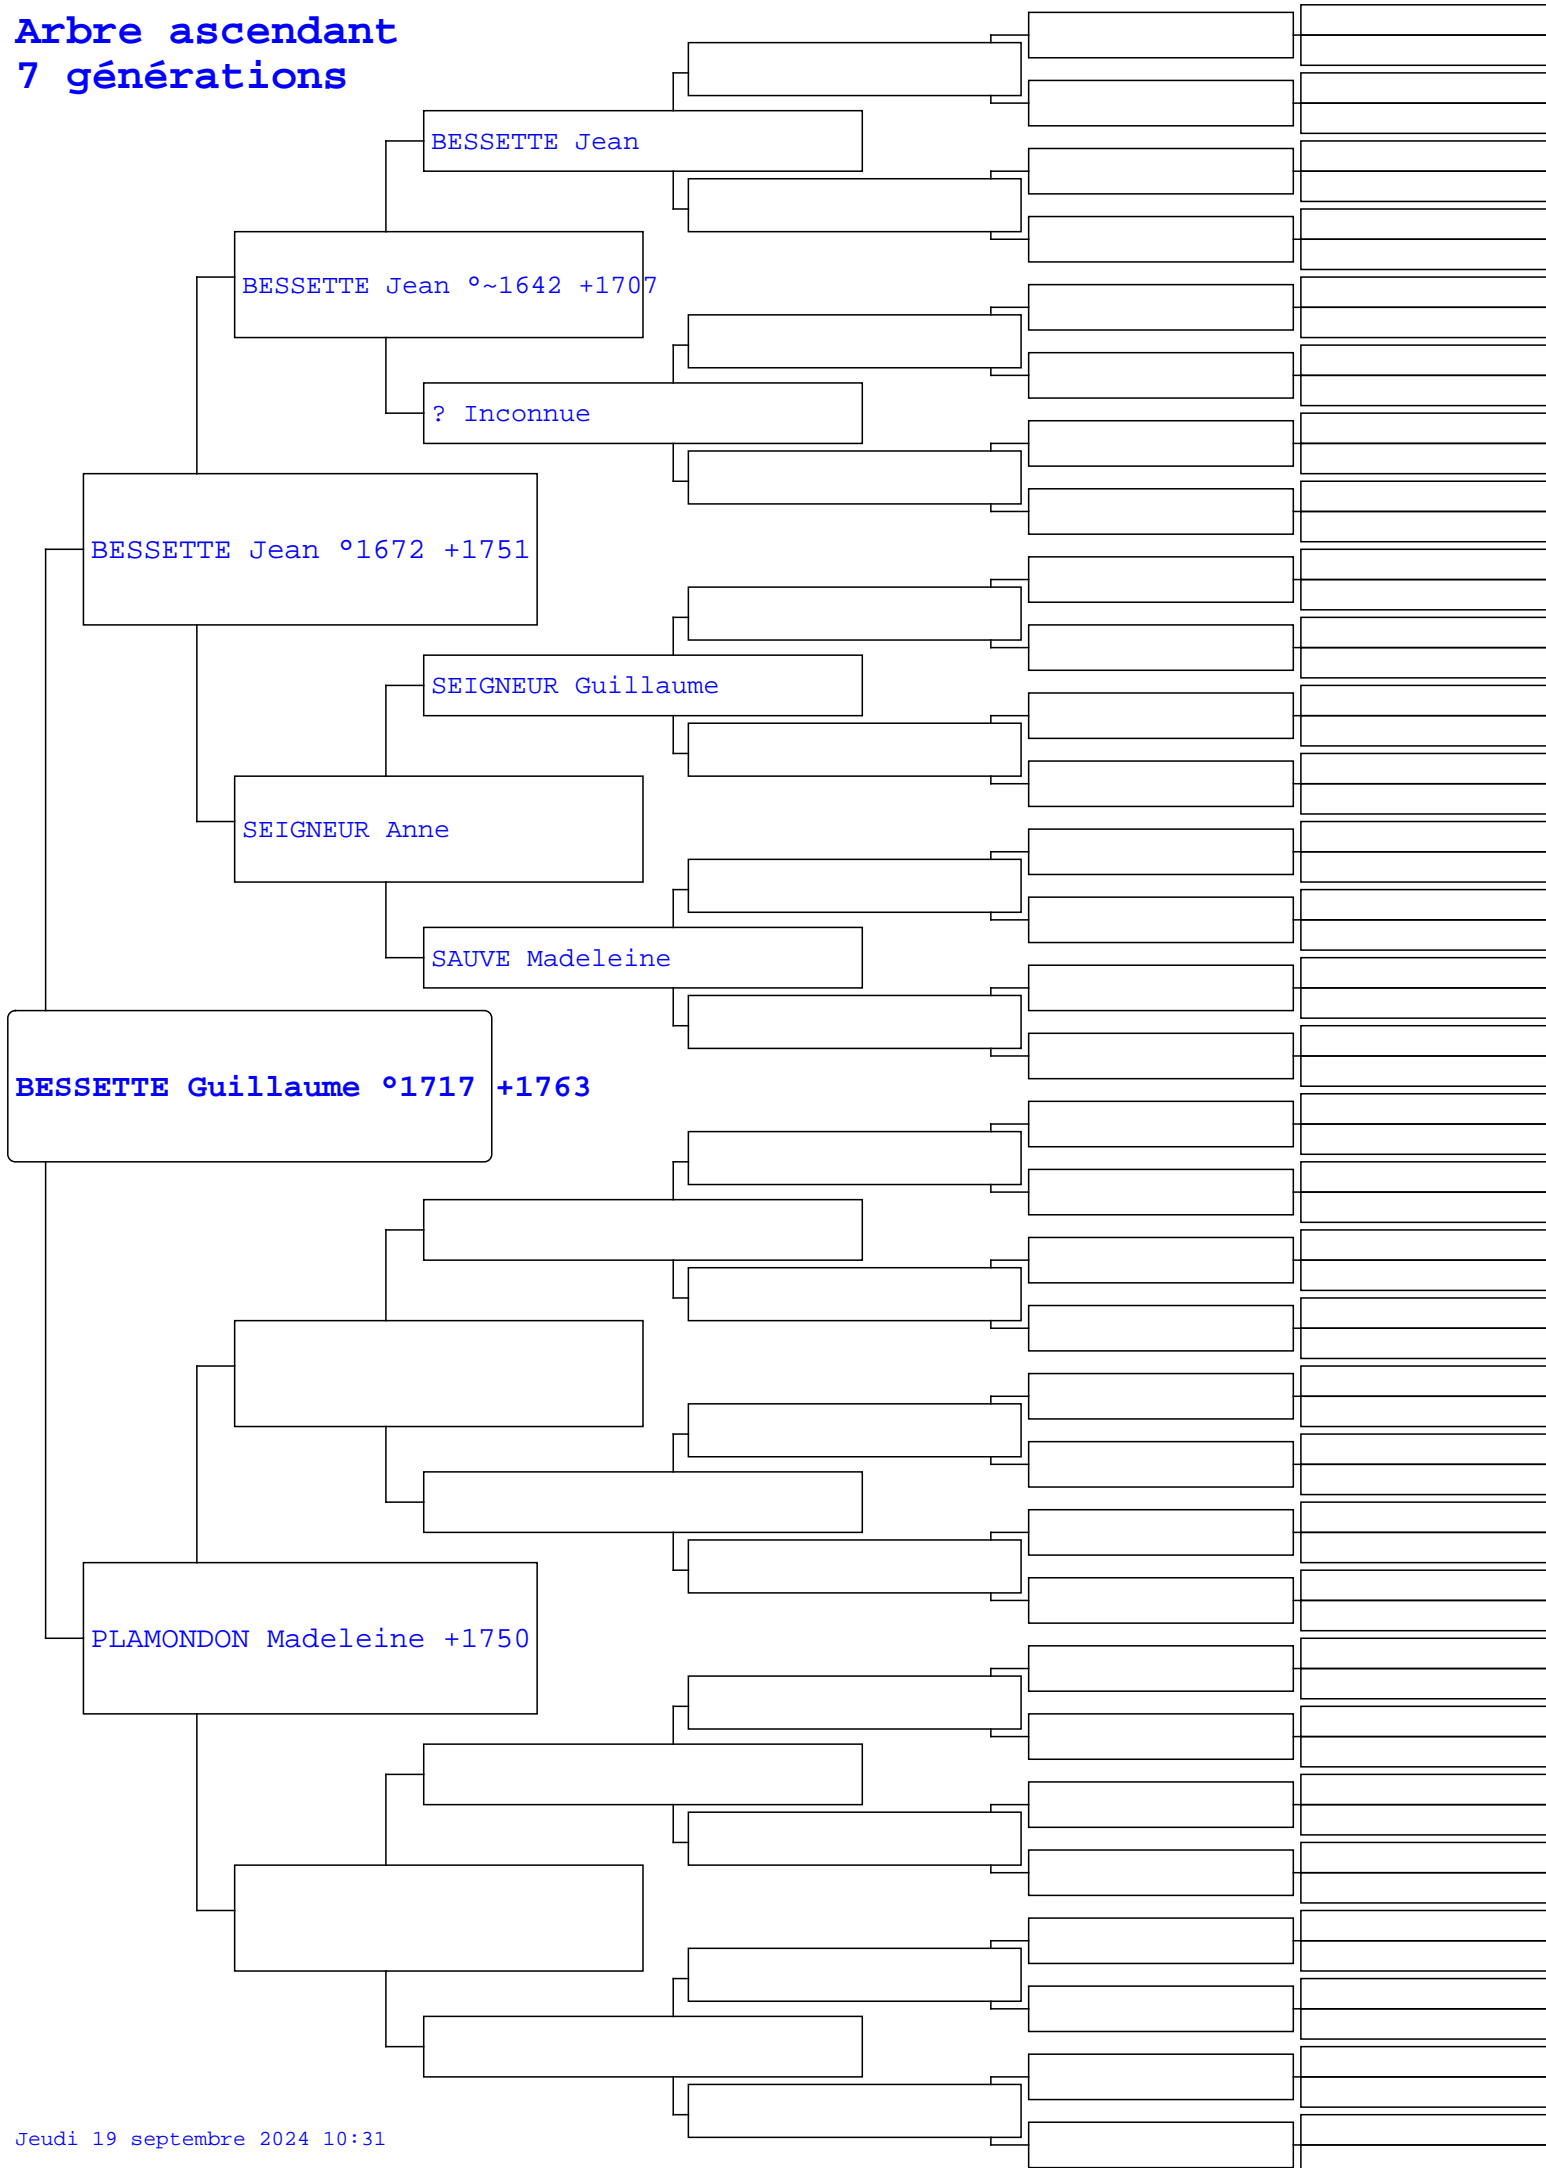 Arbre ascendant
7 générations
BESSETTE Jean
BESSETTE Jean °~1642 +1707
? Inconnue
BESSETTE Jean °1672 +1751
SEIGNEUR Guillaume
SEIGNEUR Anne
SAUVE Madeleine
BESSETTE Guillaume °1717 +1763
PLAMONDON Madeleine +1750
Jeudi 19 septembre 2024 10:31